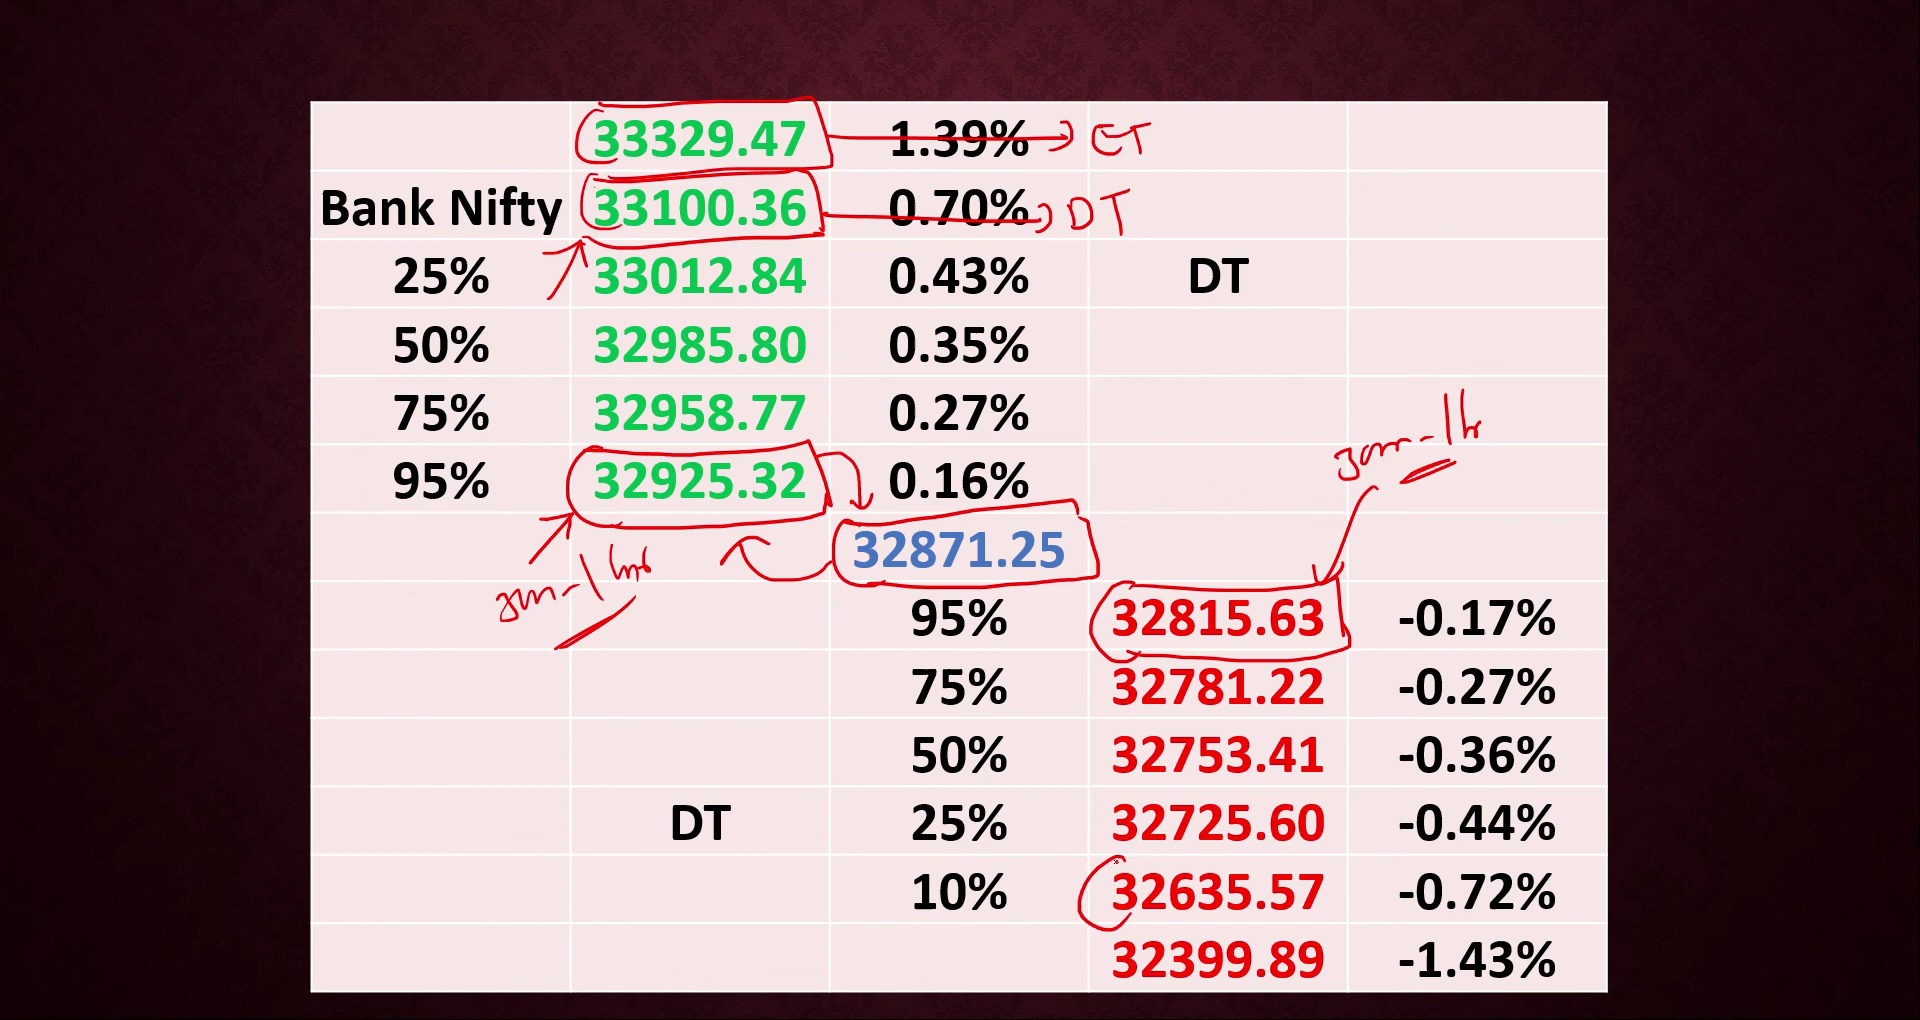 33329.47 1.39% ET
Bank Nifty 33100.36 0.70% DT
25% 33012.84 0.43% DT
50% 32985.80 0.35%
75% 32958.77 0.27%
95% 32925.32 0.16%
32871.25
95% 32815.63 -0.17%
75% 32781.22 -0.27%
50% 32753.41 -0.36%
DT 25% 32725.60 -0.44%
10% 32635.57 -0.72%
32399.89 -1.43%